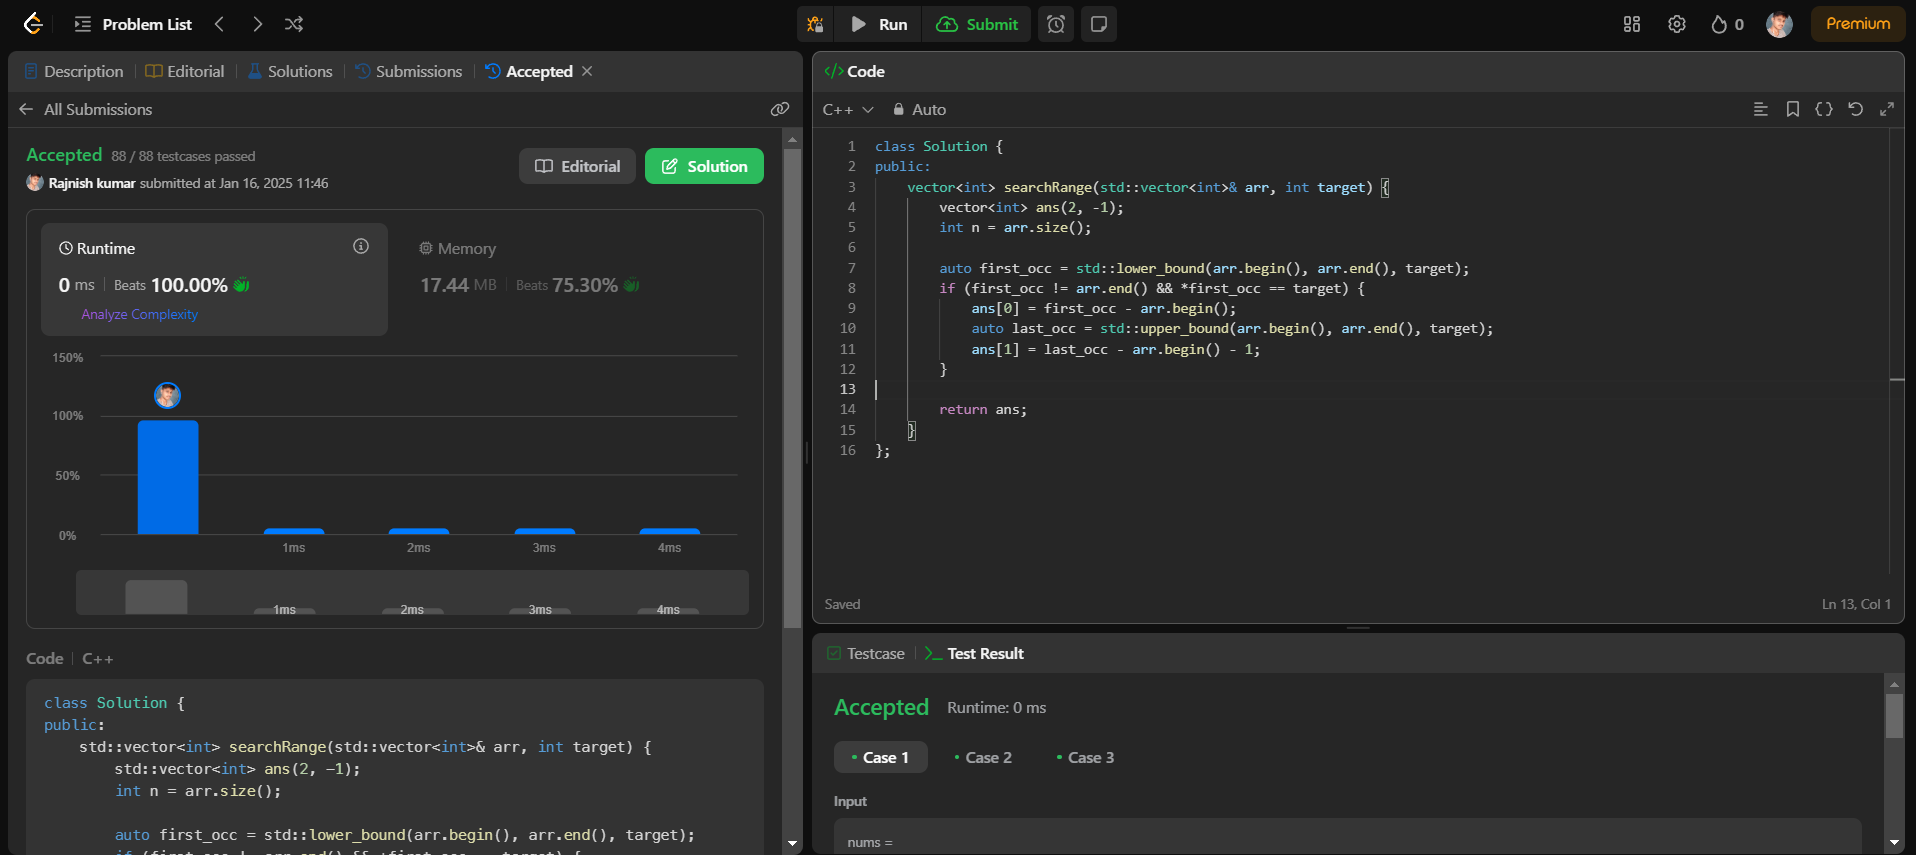 Problem List
Run
Submit
0
Premium
Description
Editorial
Solutions
Submissions
Accepted
All Submissions
Accepted 88 / 88 testcases passed
Rajnish kumar submitted at Jan 16, 2025 11:46
Editorial
Solution
Runtime
0 ms Beats 100.00%
Analyze Complexity
Memory
17.44 MB Beats 75.30%
150%
100%
50%
0%
1ms 2ms 3ms 4ms
1ms 2ms 3ms 4ms
Code C++
class Solution {
public:
    std::vector<int> searchRange(std::vector<int>& arr, int target) {
        std::vector<int> ans(2, -1);
        int n = arr.size();

        auto first_occ = std::lower_bound(arr.begin(), arr.end(), target);
        if (first_occ != arr.end() && *first_occ == target) {
</> Code
C++ Auto
1 class Solution {
2 public:
3     vector<int> searchRange(std::vector<int>& arr, int target) {
4         vector<int> ans(2, -1);
5         int n = arr.size();
6
7         auto first_occ = std::lower_bound(arr.begin(), arr.end(), target);
8         if (first_occ != arr.end() && *first_occ == target) {
9             ans[0] = first_occ - arr.begin();
10             auto last_occ = std::upper_bound(arr.begin(), arr.end(), target);
11             ans[1] = last_occ - arr.begin() - 1;
12         }
13
14         return ans;
15     }
16 };
Saved
Ln 13, Col 1
Testcase
Test Result
Accepted Runtime: 0 ms
Case 1
Case 2
Case 3
Input
nums =